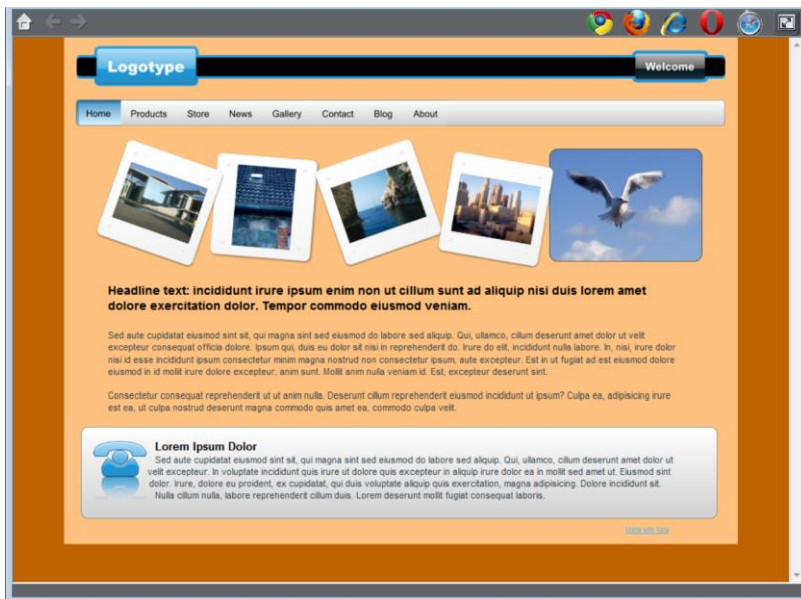 Logotype
Welcome
Home Products Store News Gallery Contact Blog About
Headline text: incididunt irure ipsum enim non ut cillum sunt ad aliquip nisi duis lorem amet
dolore exercitation dolor. Tempor commodo eiusmod veniam.
Sed aute cupidatat eiusmod sint sit, qui magna sint sed eiusmod do labore sed aliquip. Qui, ullamco, cillum deserunt amet dolor ut velit
excepteur consequat officia dolore. Ipsum qui, duis eu dolor sit nisi in reprehenderit do. Irure do elit, incididunt nulla labore. In, nisi, irure dolor
nisi id esse incididunt ipsum consectetur minim magna nostrud non consectetur ipsum, aute excepteur. Est in ut fugiat ad est eiusmod dolore
eiusmod in id mollit irure dolore excepteur, anim sunt. Mollit anim nulla veniam id. Est, excepteur deserunt sint.
Consectetur consequat reprehenderit ut ut anim nulla. Deserunt cillum reprehenderit eiusmod incididunt ut ipsum? Culpa ea, adipisicing irure
est ea, ut culpa nostrud deserunt magna commodo quis amet ea, commodo culpa velit.
Lorem Ipsum Dolor
Sed aute cupidatat eiusmod sint sit, qui magna sint sed eiusmod do labore sed aliquip. Qui, ullamco, cillum deserunt amet dolor ut
velit excepteur. In voluptate incididunt quis irure ut dolore quis excepteur in aliquip irure dolor ea in mollit sed amet ut. Eiusmod sint
dolor. Irure, dolore eu proident, ex cupidatat, qui duis voluptate aliquip quis exercitation, magna adipisicing. Dolore incididunt sit.
Nulla cillum nulla, labore reprehenderit cillum duis. Lorem deserunt mollit fugiat consequat laboris.
Made with